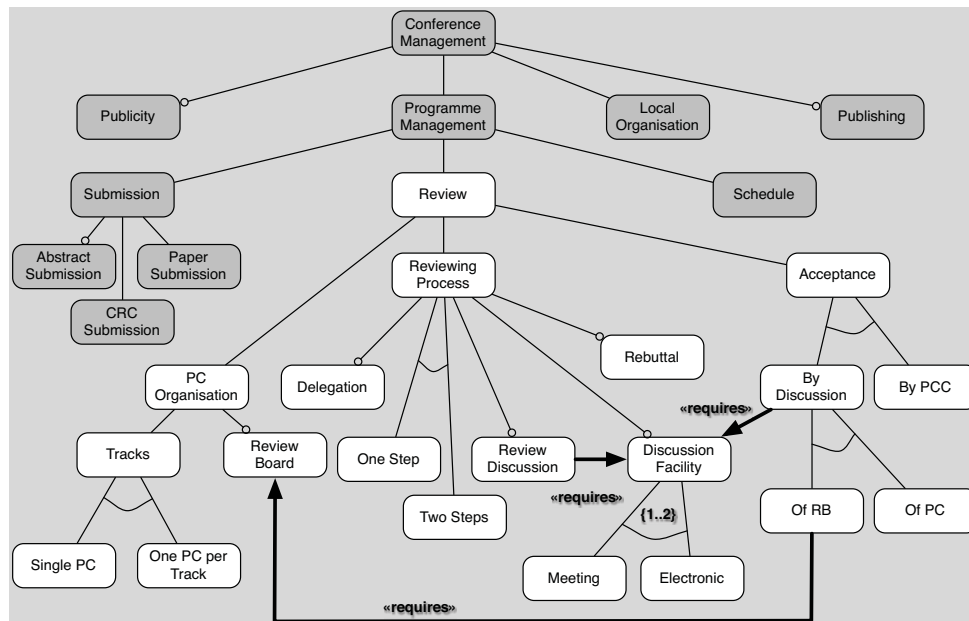 Conference
Management
Publicity
Programme
Management
Local
Organisation
Publishing
Submission
Review
Schedule
Abstract
Submission
Paper
Submission
CRC
Submission
Reviewing
Process
Acceptance
Rebuttal
PC
Organisation
Delegation
By
Discussion
By PCC
«requires»
Tracks
Review
Board
One Step
Review
Discussion
Discussion
Facility
«requires»
{1..2}
Two Steps
Of RB
Of PC
Single PC
One PC per
Track
Meeting
Electronic
«requires»